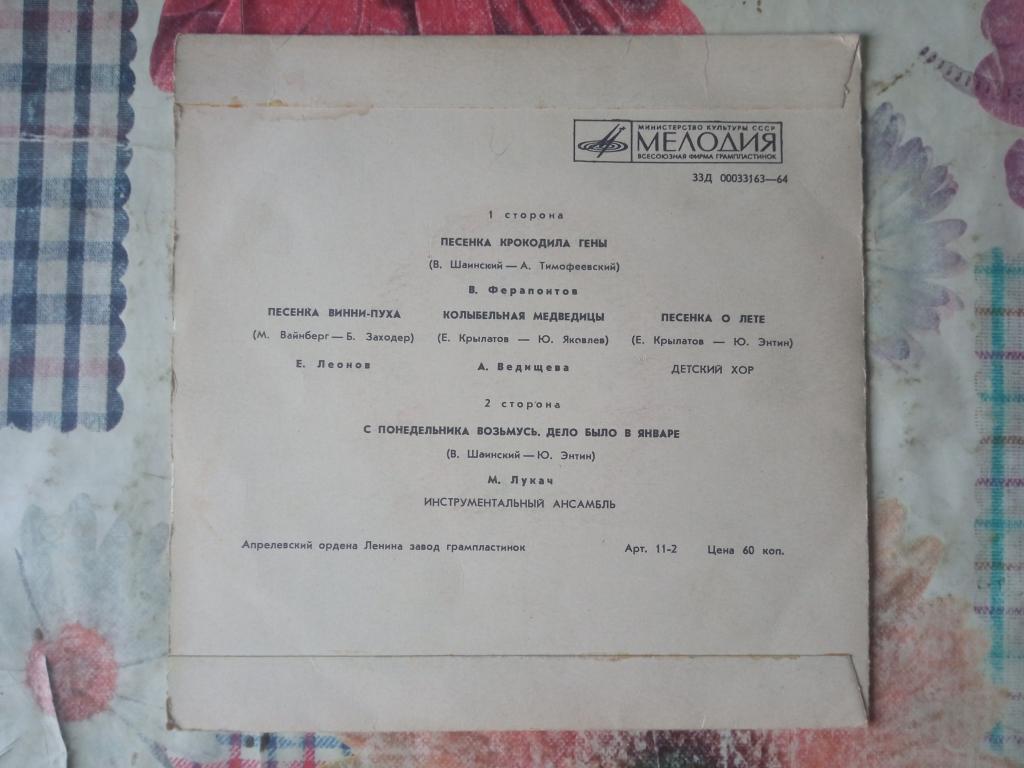 МИНИСТЕРСТВО КУЛЬТУРЫ СССР
МЕЛОДИЯ
ВСЕСОЮЗНАЯ ФИРМА ГРАМПЛАСТИНОК
33Д 00033163—64
1 сторона
ПЕСЕНКА КРОКОДИЛА ГЕНЫ
(В. Шаинский — А. Тимофеевский)
В. Ферапонтов
ПЕСЕНКА ВИННИ-ПУХА КОЛЫБЕЛЬНАЯ МЕДВЕДИЦЫ ПЕСЕНКА О ЛЕТЕ
(М. Вайнберг — Б. Заходер) (Е. Крылатов — Ю. Яковлев) (Е. Крылатов — Ю. Энтин)
Е. Леонов А. Ведищева ДЕТСКИЙ ХОР
2 сторона
С ПОНЕДЕЛЬНИКА ВОЗЬМУСЬ. ДЕЛО БЫЛО В ЯНВАРЕ
(В. Шаинский — Ю. Энтин)
М. Лукач
ИНСТРУМЕНТАЛЬНЫЙ АНСАМБЛЬ
Апрелевский ордена Ленина завод грампластинок Арт. 11-2 Цена 60 коп.